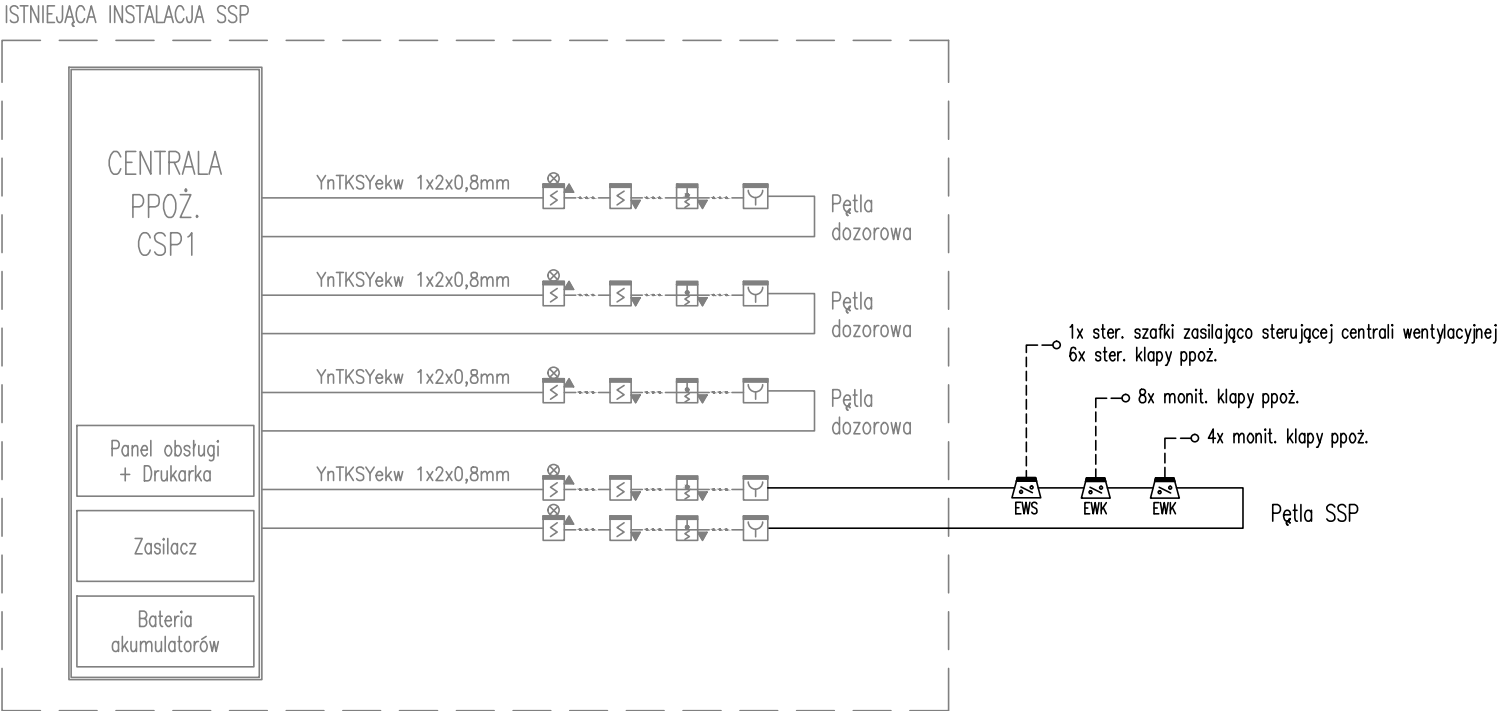 ISTNIEJĄCA INSTALACJA SSP
CENTRALA
PPOŻ.
CSP1
YnTKSYekw 1x2x0,8mm
Pętla
dozorowa
YnTKSYekw 1x2x0,8mm
Pętla
dozorowa
YnTKSYekw 1x2x0,8mm
Pętla
dozorowa
YnTKSYekw 1x2x0,8mm
Panel obsługi
+ Drukarka
Zasilacz
Bateria
akumulatorów
1x ster. szafki zasilająco sterującej centrali wentylacyjnej
6x ster. klapy ppoż.
8x monit. klapy ppoż.
4x monit. klapy ppoż.
EWS
EWK
EWK
Pętla SSP